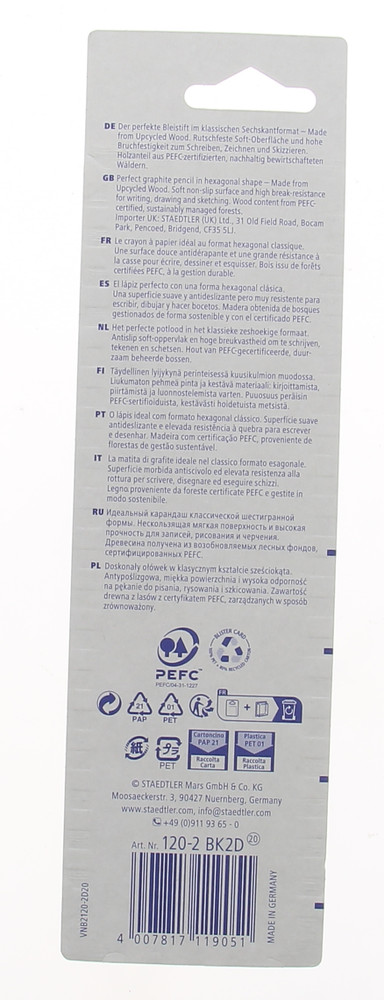 DE Der perfekte Bleistift im klassischen Sechskantformat – Made
from Upcycled Wood. Rutschfeste Soft-Oberfläche und hohe
Bruchfestigkeit zum Schreiben, Zeichnen und Skizzieren.
Holzanteil aus PEFC-zertifizierten, nachhaltig bewirtschafteten
Wäldern.
GB Perfect graphite pencil in hexagonal shape – Made from
Upcycled Wood. Soft non-slip surface and high break-resistance
for writing, drawing and sketching. Wood content from PEFC-
certified, sustainably managed forests.
Importer UK: STAEDTLER (UK) Ltd., 31 Old Field Road, Bocam
Park, Pencoed, Bridgend, CF35 5LJ.
FR Le crayon à papier idéal au format hexagonal classique.
Une surface douce antidérapante et une grande résistance à
la casse pour écrire, dessiner et esquisser. Bois issu de forêts
certifiées PEFC, à la gestion durable.
ES El lápiz perfecto con una forma hexagonal clásica.
Una superficie suave y antideslizante pero muy resistente para
escribir, dibujar y hacer bocetos. Madera obtenida de bosques
gestionados de forma sostenible y con el certificado PEFC.
NL Het perfecte potlood in het klassieke zeshoekige formaat.
Antislip soft-oppervlak en hoge breukvastheid om te schrijven,
tekenen en schetsen. Hout van PEFC-gecertificeerde, duur-
zaam beheerde bossen.
FI Täydellinen lyijykynä perinteisessä kuusikulmion muodossa.
Liukumaton pehmeä pinta ja kestävä materiaali: kirjoittamista,
piirtämistä ja luonnostelemista varten. Puuosuus peräisin
PEFC-sertifioiduista, kestävästi hoidetuista metsistä.
PT O lápis ideal com formato hexagonal clássico. Superfície suave
antideslizante e elevada resistência à quebra para escrever
e desenhar. Madeira com certificação PEFC, proveniente de
florestas de gestão sustentável.
IT La matita di grafite ideale nel classico formato esagonale.
Superficie morbida antiscivolo ed elevata resistenza alla
rottura per scrivere, disegnare ed eseguire schizzi.
Legno proveniente da foreste certificate PEFC e gestite in
modo sostenibile.
RU Идеальный карандаш классической шестигранной
формы. Нескользящая мягкая поверхность и высокая
прочность для записей, рисования и черчения.
Древесина получена из возобновляемых лесных фондов,
сертифицированных PEFC.
PL Doskonały ołówek w klasycznym kształcie sześciokąta.
Antypoślizgowa, miękka powierzchnia i wysoka odporność
na pękanie do pisania, rysowania i szkicowania. Zawartość
drewna z lasów z certyfikatem PEFC, zarządzanych w sposób
zrównoważony.
PEFC™
PEFC/04-31-1227
BLISTER CARD
21
PAP
01
PET
FR
+
紙
プラ
PET
Cartoncino
PAP 21
Raccolta
Carta
Plastica
PET 01
Raccolta
Plastica
© STAEDTLER Mars GmbH & Co. KG
Moosaeckerstr. 3, 90427 Nuernberg, Germany
www.staedtler.com, info@staedtler.com
+49 (0)911 93 65 - 0
Art. Nr. 120-2 BK2D 20
4 007817 119051
VNB2120-2D20
MADE IN GERMANY